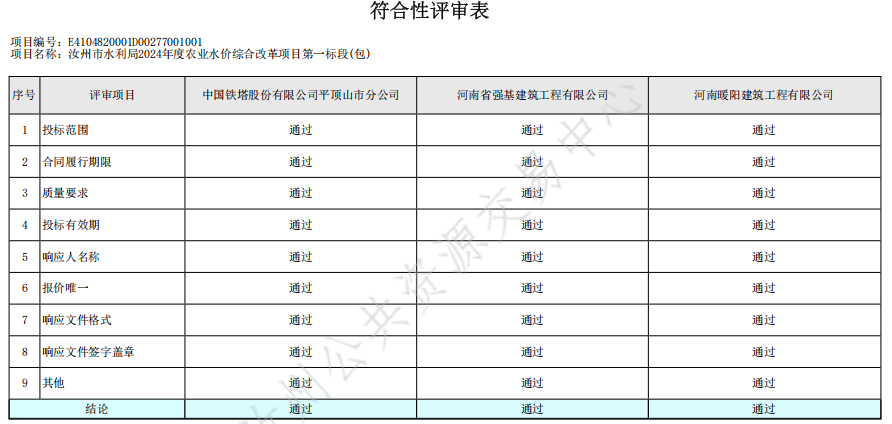 符合性评审表
项目编号：E4104820001D00277001001
项目名称：汝州市水利局2024年度农业水价综合改革项目第一标段(包)
序号 评审项目 中国铁塔股份有限公司平顶山市分公司 河南省强基建筑工程有限公司 河南暖阳建筑工程有限公司
1 投标范围 通过 通过 通过
2 合同履行期限 通过 通过 通过
3 质量要求 通过 通过 通过
4 投标有效期 通过 通过 通过
5 响应人名称 通过 通过 通过
6 报价唯一 通过 通过 通过
7 响应文件格式 通过 通过 通过
8 响应文件签字盖章 通过 通过 通过
9 其他 通过 通过 通过
结论 通过 通过 通过
汝州公共资源交易中心